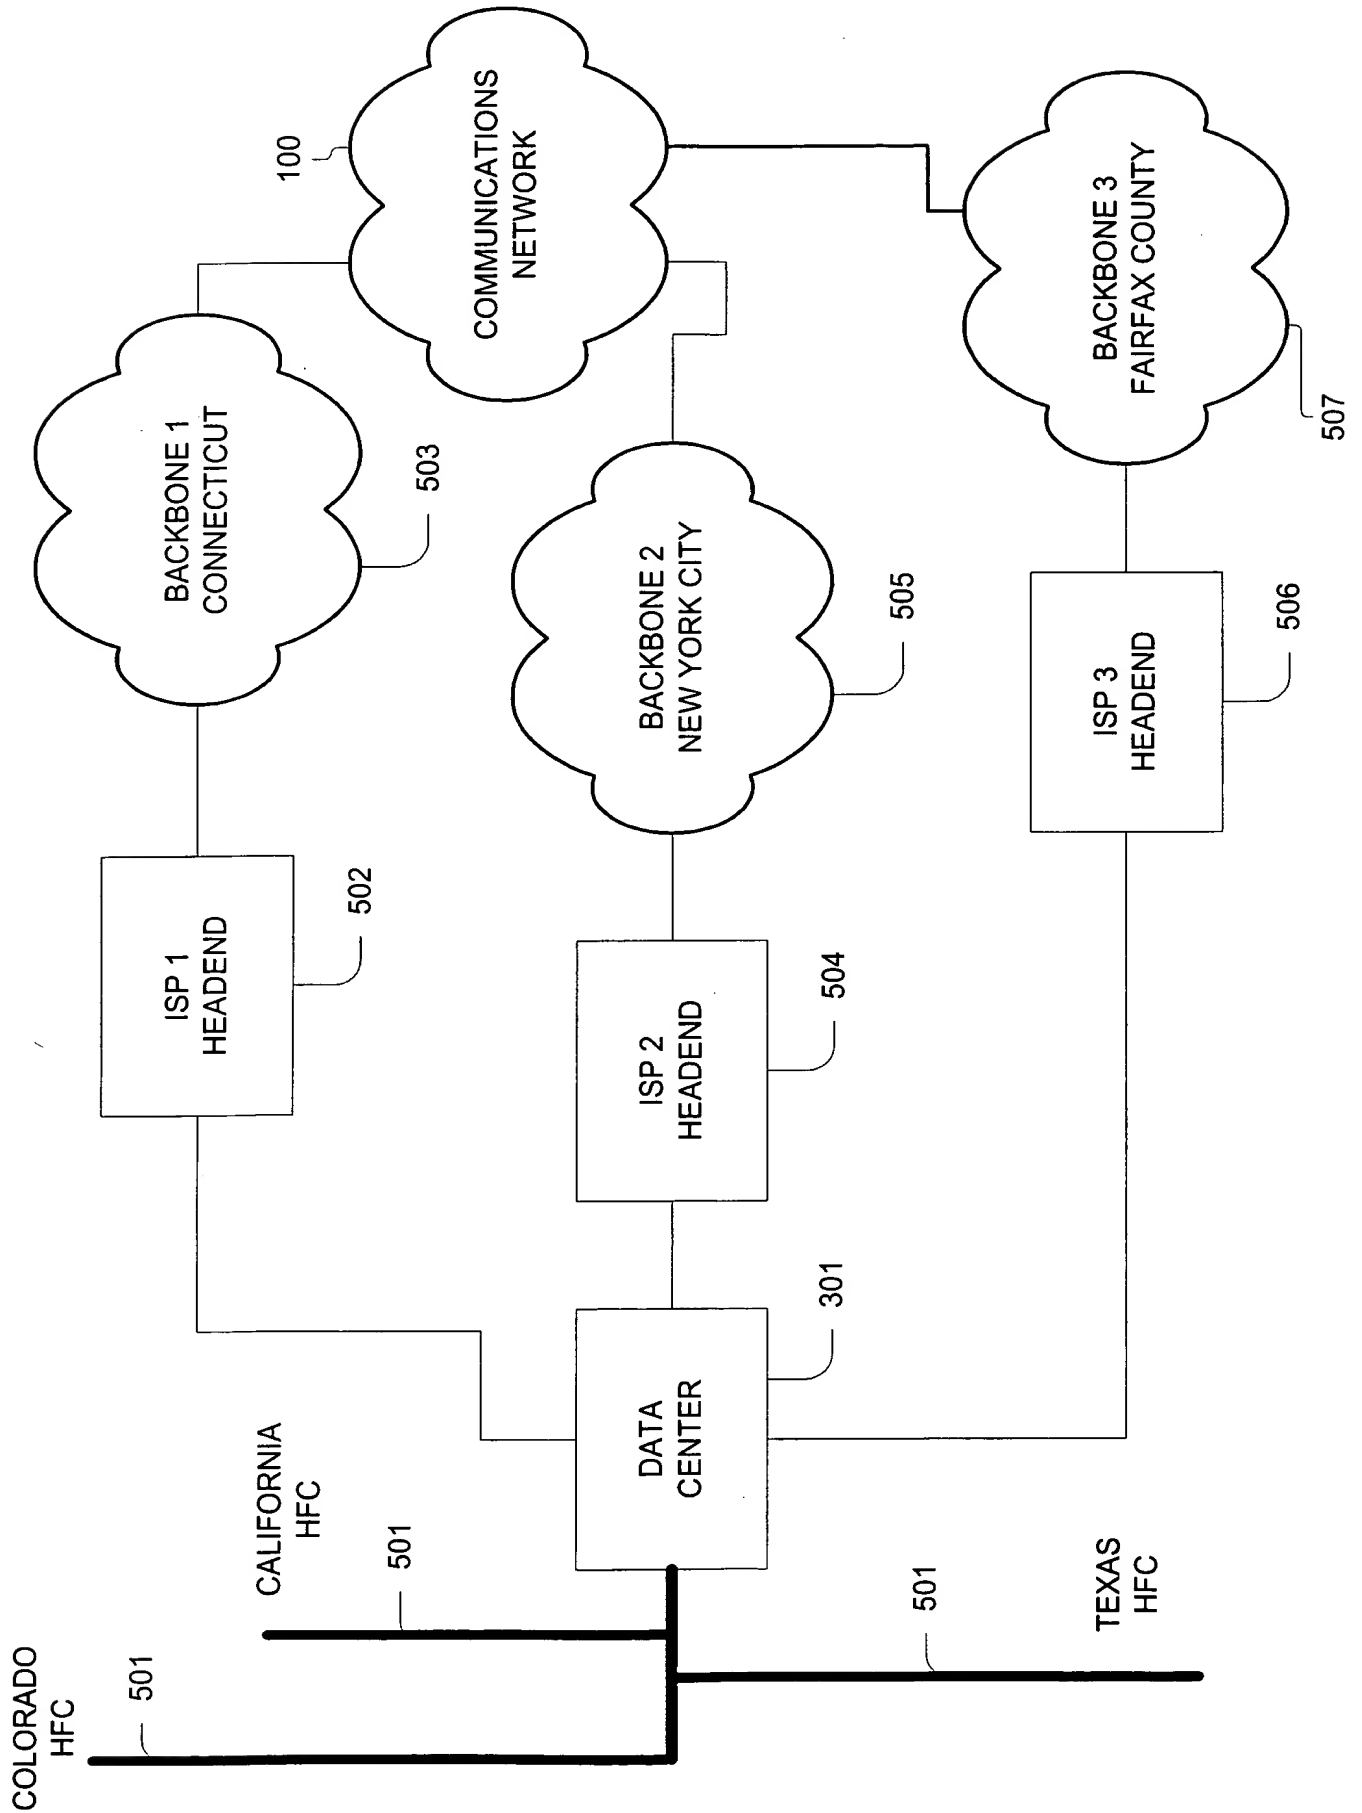 COLORADO
HFC
501
CALIFORNIA
HFC
501
501
TEXAS
HFC
DATA
CENTER
301
ISP 1
HEADEND
502
ISP 2
HEADEND
504
ISP 3
HEADEND
506
BACKBONE 1
CONNECTICUT
503
BACKBONE 2
NEW YORK CITY
505
BACKBONE 3
FAIRFAX COUNTY
507
100
COMMUNICATIONS
NETWORK